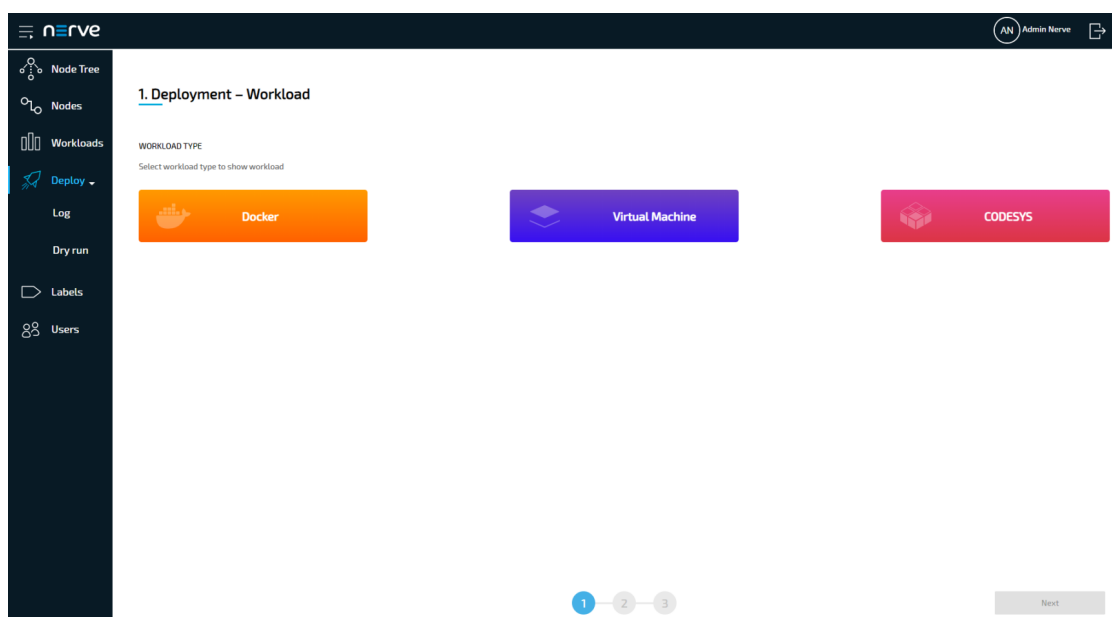 nerve
AN Admin Nerve
Node Tree
Nodes
Workloads
Deploy
Log
Dry run
Labels
Users
1. Deployment – Workload
WORKLOAD TYPE
Select workload type to show workload
Docker
Virtual Machine
CODESYS
1 2 3
Next